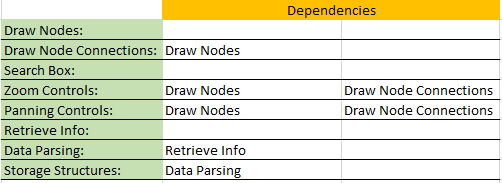 Dependencies
Draw Nodes:
Draw Node Connections: Draw Nodes
Search Box:
Zoom Controls: Draw Nodes Draw Node Connections
Panning Controls: Draw Nodes Draw Node Connections
Retrieve Info:
Data Parsing: Retrieve Info
Storage Structures: Data Parsing